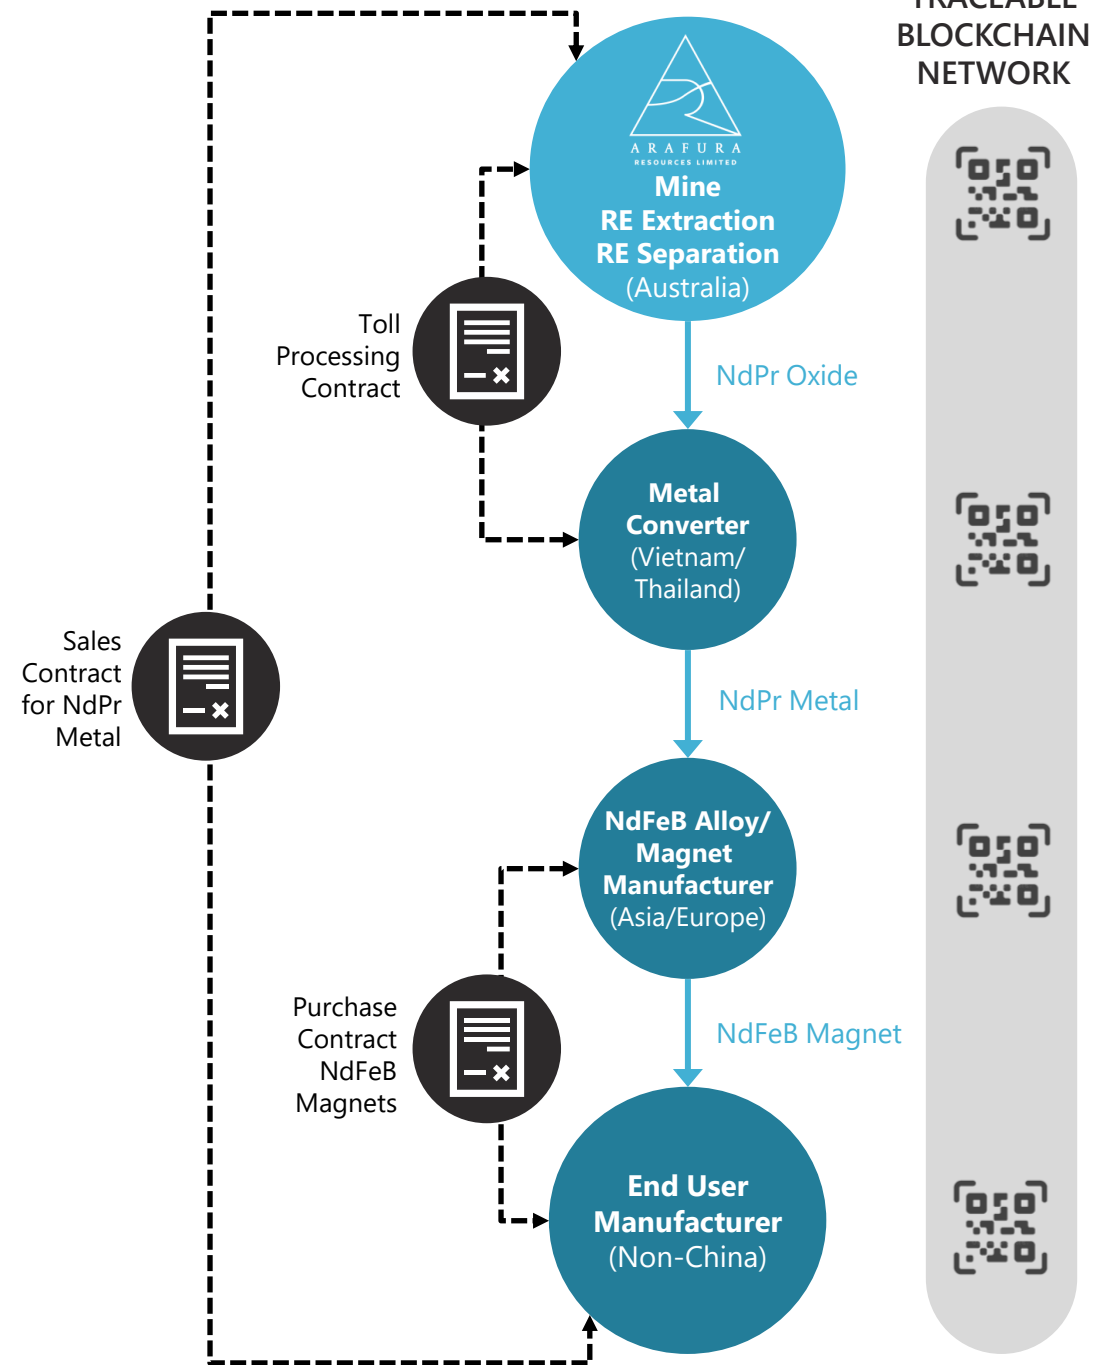 TRACEABLE
BLOCKCHAIN
NETWORK
ARAFURA
RESOURCES LIMITED
Mine
RE Extraction
RE Separation
(Australia)
Toll
Processing
Contract
NdPr Oxide
Metal
Converter
(Vietnam/
Thailand)
Sales
Contract
for NdPr
Metal
NdPr Metal
NdFeB Alloy/
Magnet
Manufacturer
(Asia/Europe)
Purchase
Contract
NdFeB
Magnets
NdFeB Magnet
End User
Manufacturer
(Non-China)